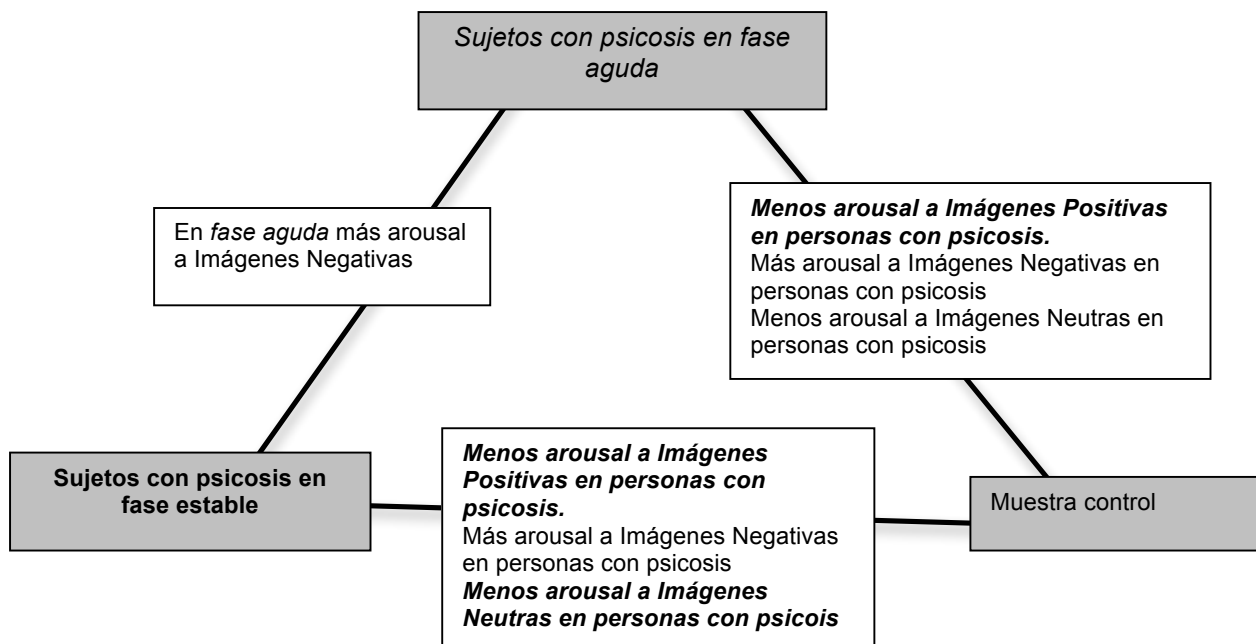 Sujetos con psicosis en fase
aguda
En fase aguda más arousal
a Imágenes Negativas
Menos arousal a Imágenes Positivas
en personas con psicosis.
Más arousal a Imágenes Negativas en
personas con psicosis
Menos arousal a Imágenes Neutras en
personas con psicosis
Sujetos con psicosis en
fase estable
Menos arousal a Imágenes
Positivas en personas con
psicosis.
Más arousal a Imágenes Negativas
en personas con psicosis
Menos arousal a Imágenes
Neutras en personas con psicois
Muestra control